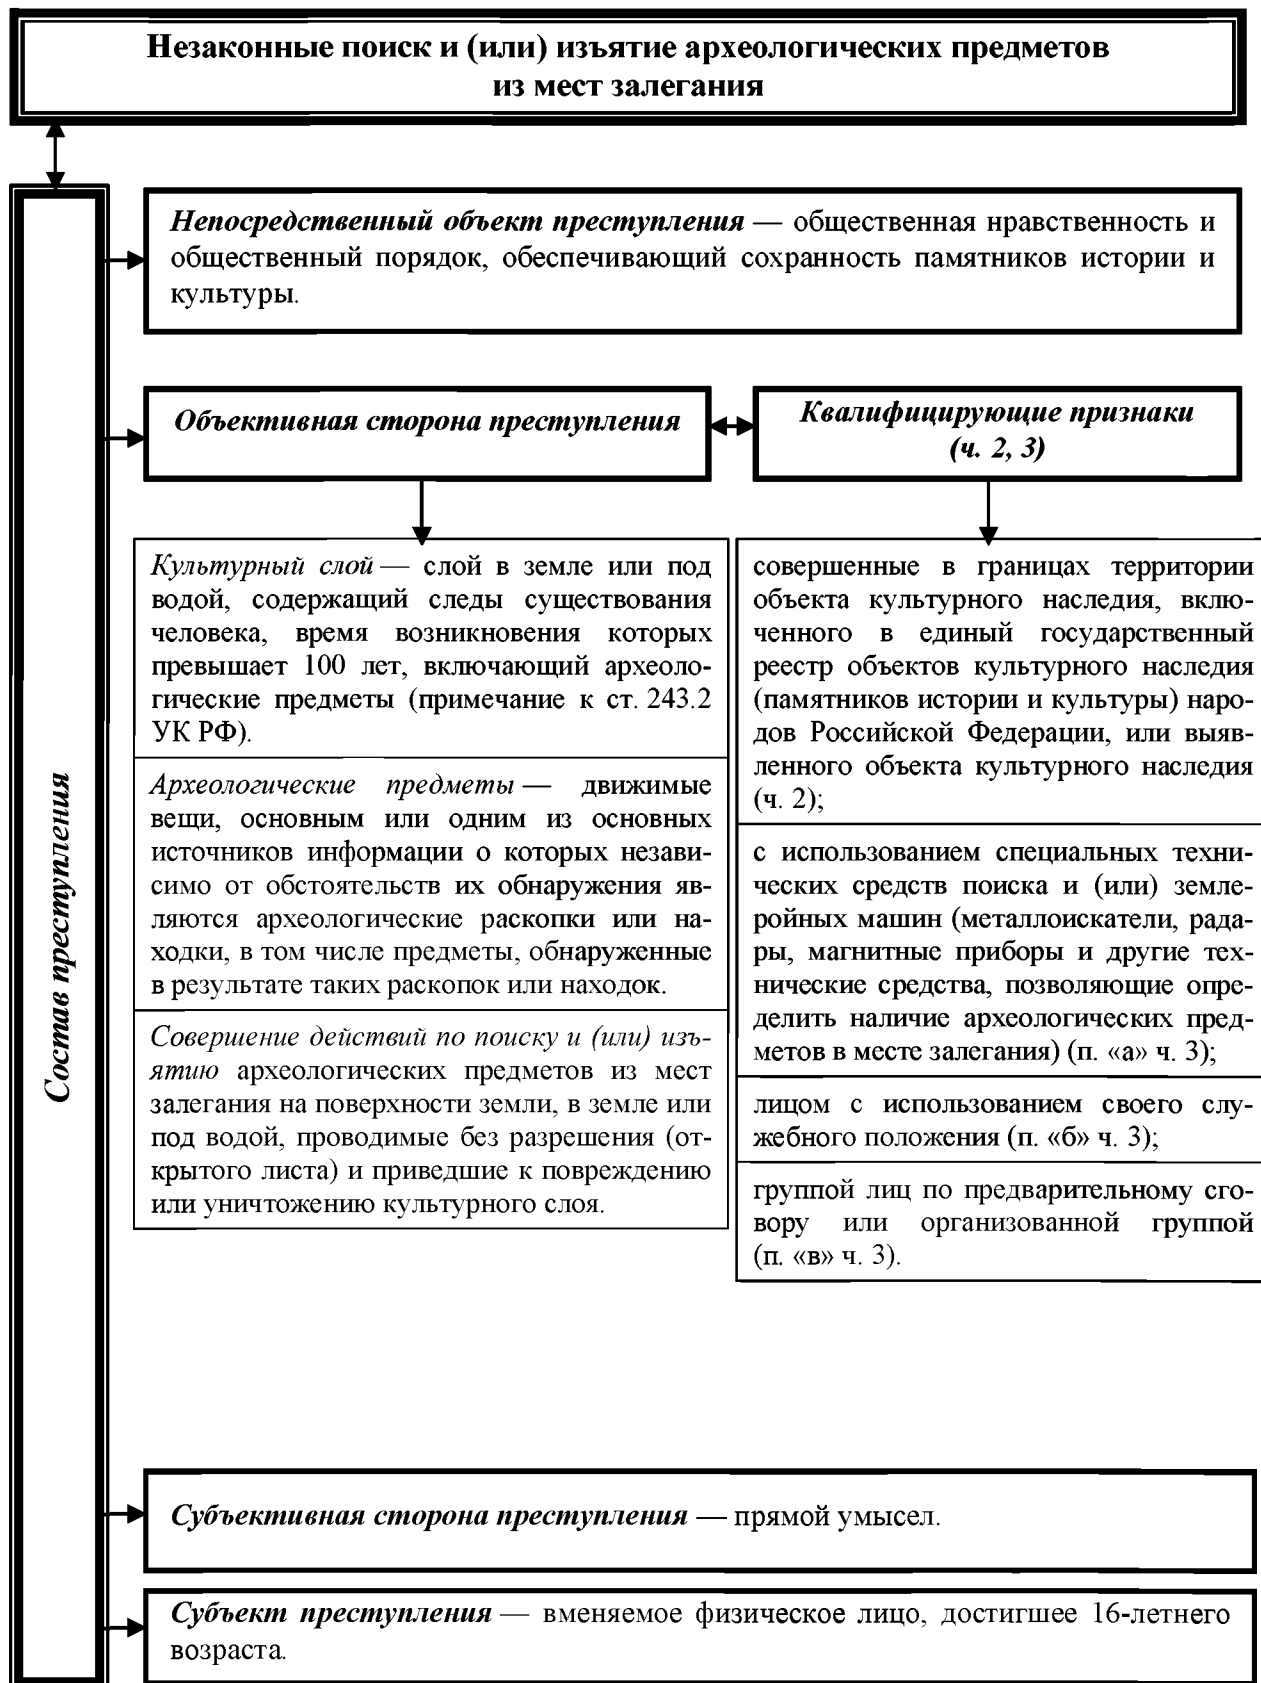 Незаконные поиск и (или) изъятие археологических предметов
из мест залегания
Состав преступления
Непосредственный объект преступления — общественная нравственность и
общественный порядок, обеспечивающий сохранность памятников истории и
культуры.
Объективная сторона преступления
Квалифицирующие признаки
(ч. 2, 3)
Культурный слой — слой в земле или под
водой, содержащий следы существования
человека, время возникновения которых
превышает 100 лет, включающий археоло-
гические предметы (примечание к ст. 243.2
УК РФ).
Археологические предметы — движимые
вещи, основным или одним из основных
источников информации о которых незави-
симо от обстоятельств их обнаружения яв-
ляются археологические раскопки или на-
ходки, в том числе предметы, обнаруженные
в результате таких раскопок или находок.
Совершение действий по поиску и (или) изъ-
ятию археологических предметов из мест
залегания на поверхности земли, в земле или
под водой, проводимые без разрешения (от-
крытого листа) и приведшие к повреждению
или уничтожению культурного слоя.
совершенные в границах территории
объекта культурного наследия, вклю-
ченного в единый государственный
реестр объектов культурного наследия
(памятников истории и культуры) наро-
дов Российской Федерации, или выяв-
ленного объекта культурного наследия
(ч. 2);
с использованием специальных техни-
ческих средств поиска и (или) земле-
ройных машин (металлоискатели, рада-
ры, магнитные приборы и другие тех-
нические средства, позволяющие опре-
делить наличие археологических пред-
метов в месте залегания) (п. «а» ч. 3);
лицом с использованием своего слу-
жебного положения (п. «б» ч. 3);
группой лиц по предварительному сго-
вору или организованной группой
(п. «в» ч. 3).
Субъективная сторона преступления — прямой умысел.
Субъект преступления — вменяемое физическое лицо, достигшее 16-летнего
возраста.